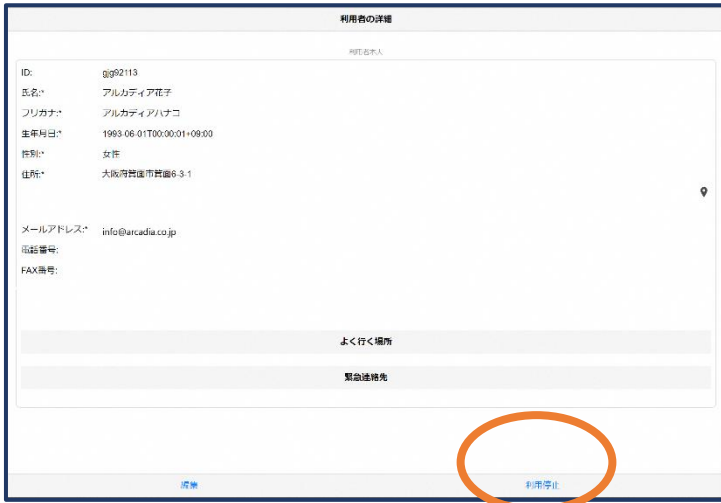 利用者の詳細
利用者本人
ID: gjg92113
氏名:* アルカディア花子
フリガナ:* アルカディアハナコ
生年月日:* 1993-06-01T00:00:01+09:00
性別:* 女性
住所:* 大阪府箕面市箕面6-3-1
メールアドレス:* info@arcadia.co.jp
電話番号:
FAX番号:
よく行く場所
緊急連絡先
編集 利用停止